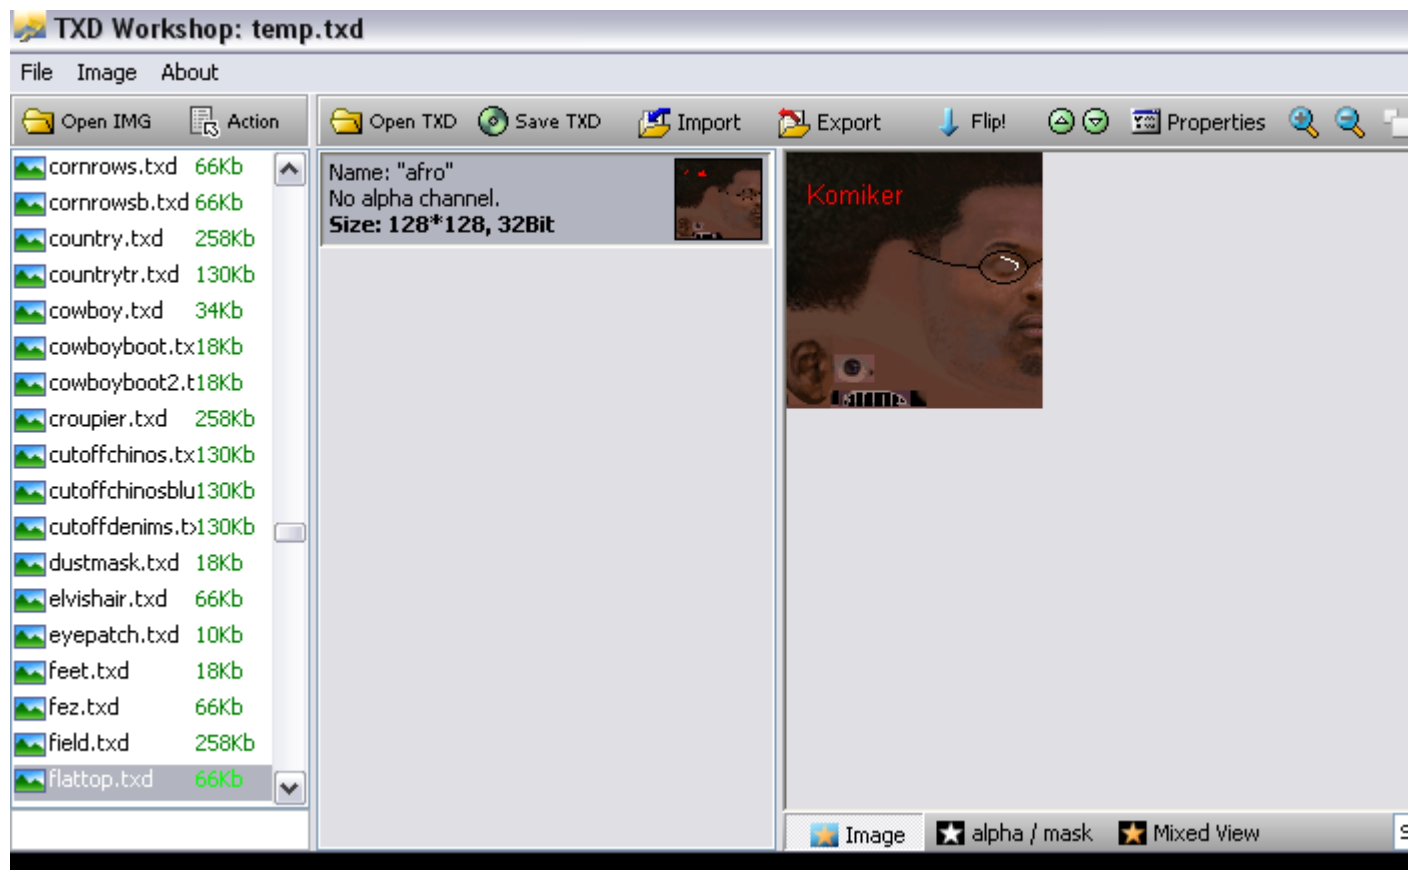 TXD Workshop: temp.txd
File Image About
Open IMG Action Open TXD Save TXD Import Export Flip! Properties
cornrows.txd 66Kb
cornrowsb.txd 66Kb
country.txd 258Kb
countrytr.txd 130Kb
cowboy.txd 34Kb
cowboyboot.tx 18Kb
cowboyboot2.t 18Kb
croupier.txd 258Kb
cutoffchinos.tx 130Kb
cutoffchinosblu 130Kb
cutoffdenims.t 130Kb
dustmask.txd 18Kb
elvishair.txd 66Kb
eyepatch.txd 10Kb
feet.txd 18Kb
fez.txd 66Kb
field.txd 258Kb
flattop.txd 66Kb
Name: "afro"
No alpha channel.
Size: 128*128, 32Bit
Komiker
Image alpha / mask Mixed View